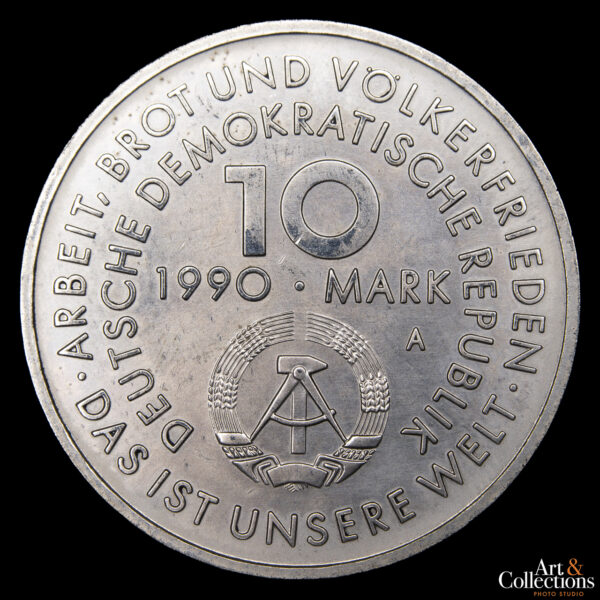 · ARBEIT, BROT UND VÖLKERFRIEDEN ·
DAS IST UNSERE WELT
DEUTSCHE DEMOKRATISCHE REPUBLIK
10
1990 · MARK
A
Art &
Collections
PHOTO STUDIO